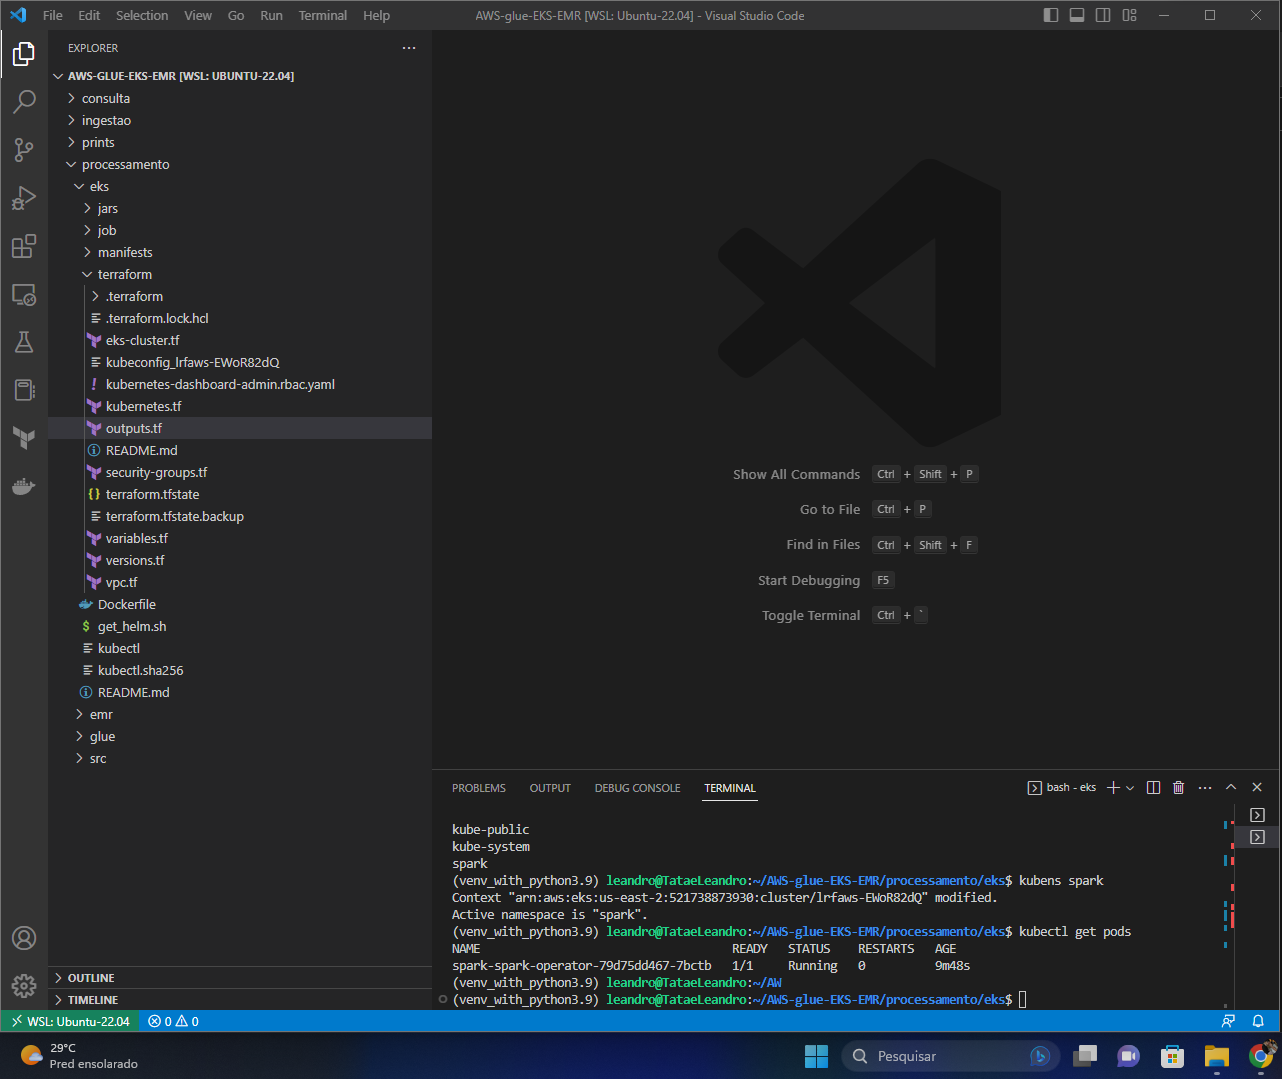 File Edit Selection View Go Run Terminal Help
AWS-glue-EKS-EMR [WSL: Ubuntu-22.04] - Visual Studio Code
EXPLORER
AWS-GLUE-EKS-EMR [WSL: UBUNTU-22.04]
consulta
ingestao
prints
processamento
eks
jars
job
manifests
terraform
.terraform
.terraform.lock.hcl
eks-cluster.tf
kubeconfig_lrfaws-EWoR82dQ
kubernetes-dashboard-admin.rbac.yaml
kubernetes.tf
outputs.tf
README.md
security-groups.tf
terraform.tfstate
terraform.tfstate.backup
variables.tf
versions.tf
vpc.tf
Dockerfile
get_helm.sh
kubectl
kubectl.sha256
README.md
emr
glue
src
OUTLINE
TIMELINE
Show All Commands Ctrl + Shift + P
Go to File Ctrl + P
Find in Files Ctrl + Shift + F
Start Debugging F5
Toggle Terminal Ctrl + `
PROBLEMS OUTPUT DEBUG CONSOLE TERMINAL
bash - eks
kube-public
kube-system
spark
(venv_with_python3.9) leandro@TataeLeandro:~/AWS-glue-EKS-EMR/processamento/eks$ kubens spark
Context "arn:aws:eks:us-east-2:521738873930:cluster/lrfaws-EWoR82dQ" modified.
Active namespace is "spark".
(venv_with_python3.9) leandro@TataeLeandro:~/AWS-glue-EKS-EMR/processamento/eks$ kubectl get pods
NAME READY STATUS RESTARTS AGE
spark-spark-operator-79d75dd467-7bctb 1/1 Running 0 9m48s
(venv_with_python3.9) leandro@TataeLeandro:~/AW
(venv_with_python3.9) leandro@TataeLeandro:~/AWS-glue-EKS-EMR/processamento/eks$
WSL: Ubuntu-22.04 0 0
29°C
Pred ensolarado
Pesquisar